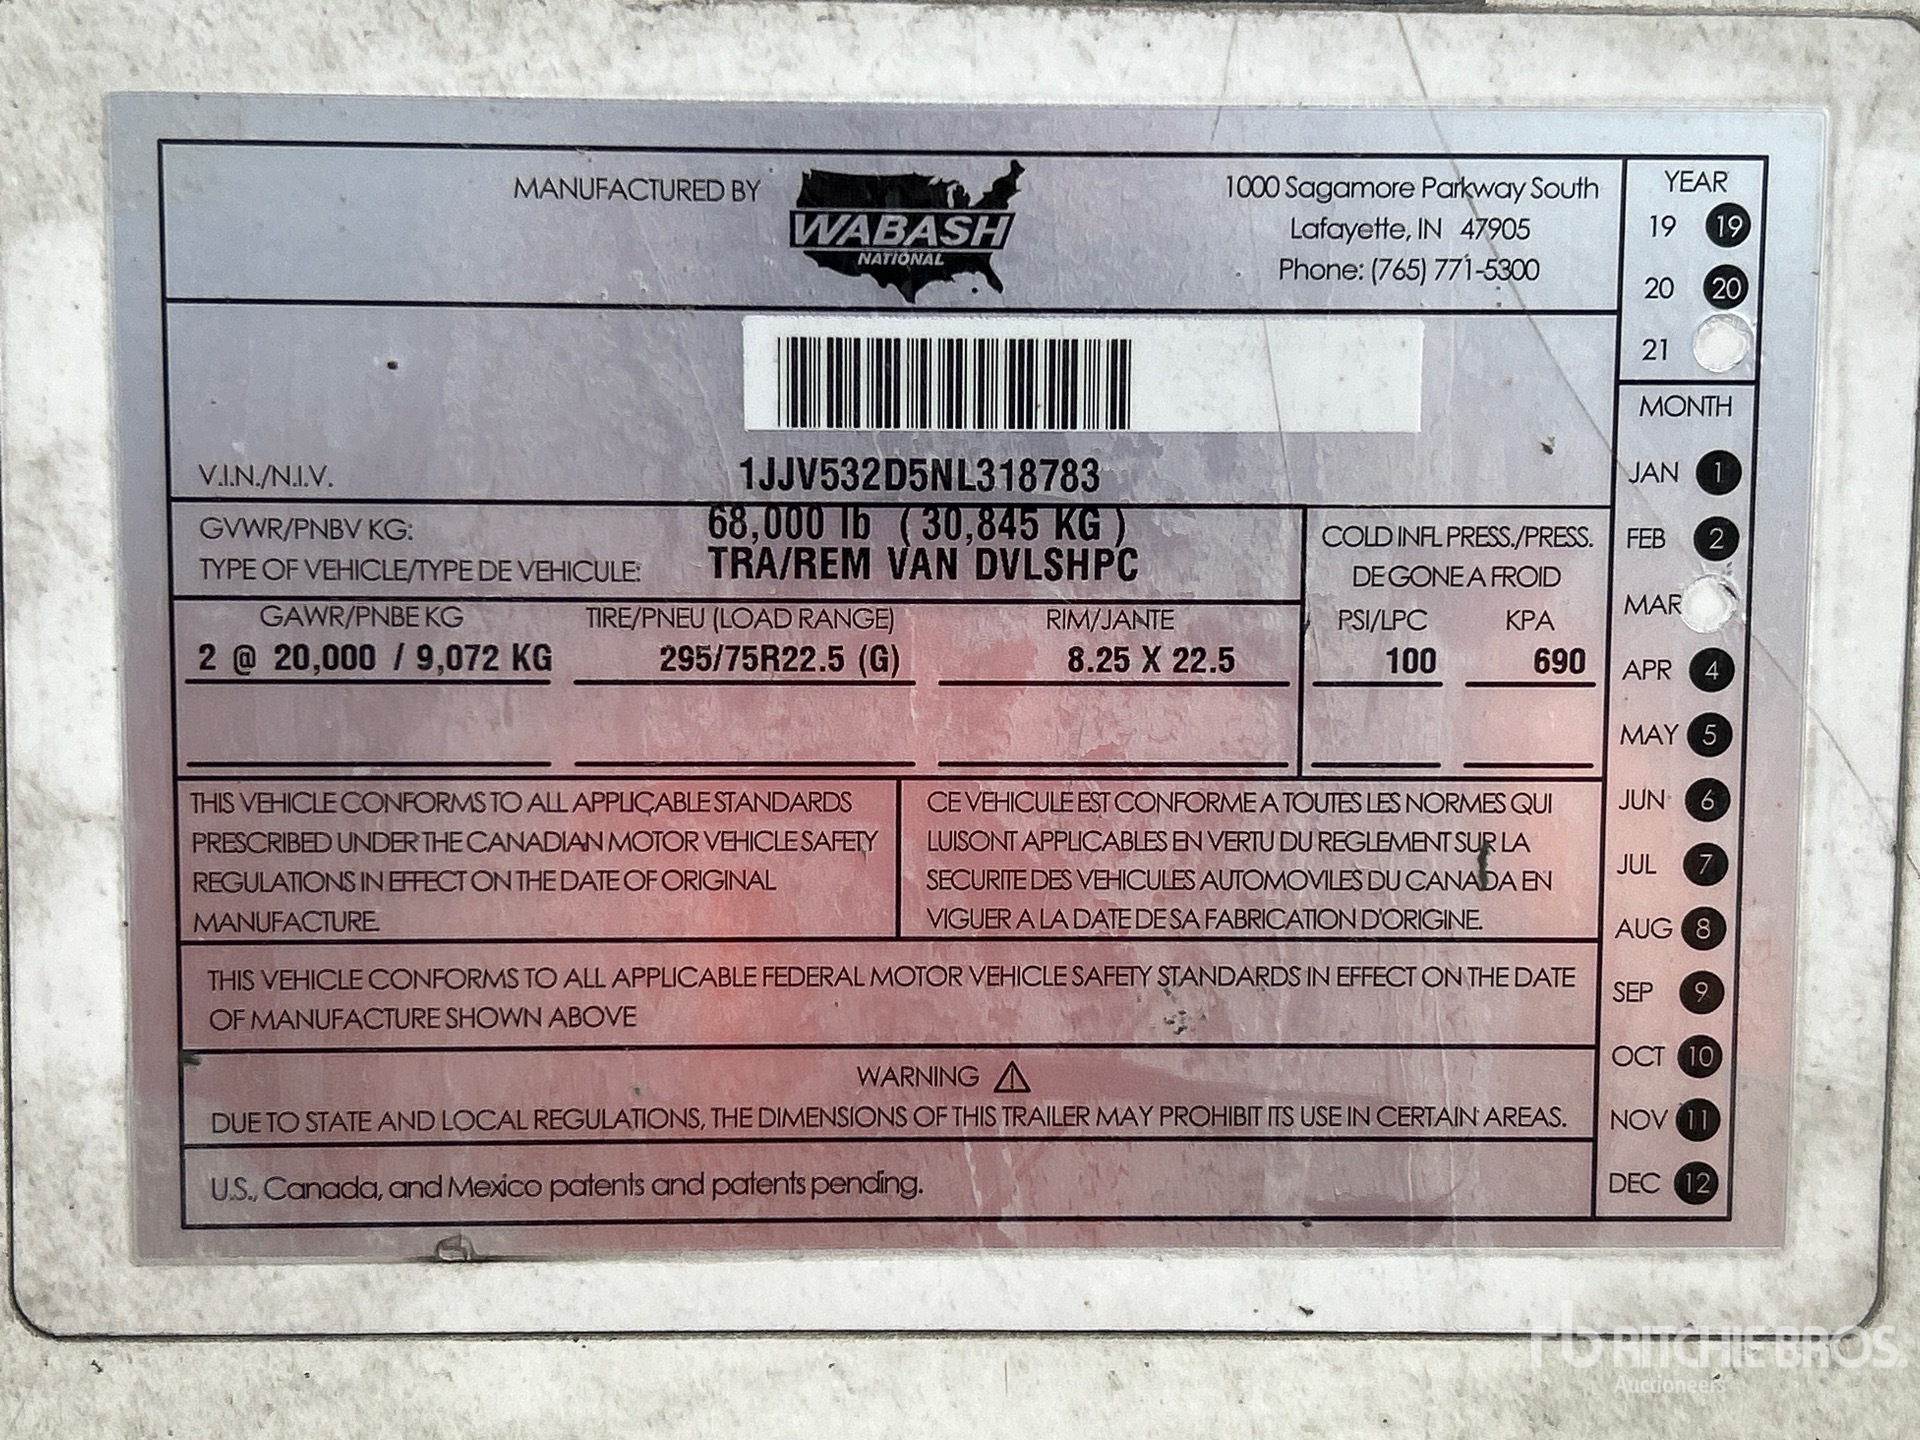 MANUFACTURED BY
WABASH
NATIONAL
1000 Sagamore Parkway South
Lafayette, IN 47905
Phone: (765) 771-5300
YEAR
19 19
20 20
21
MONTH
JAN 1
FEB 2
MAR
APR 4
MAY 5
JUN 6
JUL 7
AUG 8
SEP 9
OCT 10
NOV 11
DEC 12
V.I.N./N.I.V. 1JJV532D5NL318783
GVWR/PNBV KG: 68,000 lb ( 30,845 KG )
TYPE OF VEHICLE/TYPE DE VEHICULE: TRA/REM VAN DVLSHPC
COLD INFL PRESS./PRESS.
DE GONE A FROID
GAWR/PNBE KG TIRE/PNEU (LOAD RANGE) RIM/JANTE PSI/LPC KPA
2 @ 20,000 / 9,072 KG 295/75R22.5 (G) 8.25 X 22.5 100 690
THIS VEHICLE CONFORMS TO ALL APPLICABLE STANDARDS
PRESCRIBED UNDER THE CANADIAN MOTOR VEHICLE SAFETY
REGULATIONS IN EFFECT ON THE DATE OF ORIGINAL
MANUFACTURE.
CE VEHICULE EST CONFORME A TOUTES LES NORMES QUI
LUISONT APPLICABLES EN VERTU DU REGLEMENT SUR LA
SECURITE DES VEHICULES AUTOMOVILES DU CANADA EN
VIGUER A LA DATE DE SA FABRICATION D'ORIGINE.
THIS VEHICLE CONFORMS TO ALL APPLICABLE FEDERAL MOTOR VEHICLE SAFETY STANDARDS IN EFFECT ON THE DATE
OF MANUFACTURE SHOWN ABOVE
WARNING
DUE TO STATE AND LOCAL REGULATIONS, THE DIMENSIONS OF THIS TRAILER MAY PROHIBIT ITS USE IN CERTAIN AREAS.
U.S., Canada, and Mexico patents and patents pending.
rb RITCHIE BROS.
Auctioneers